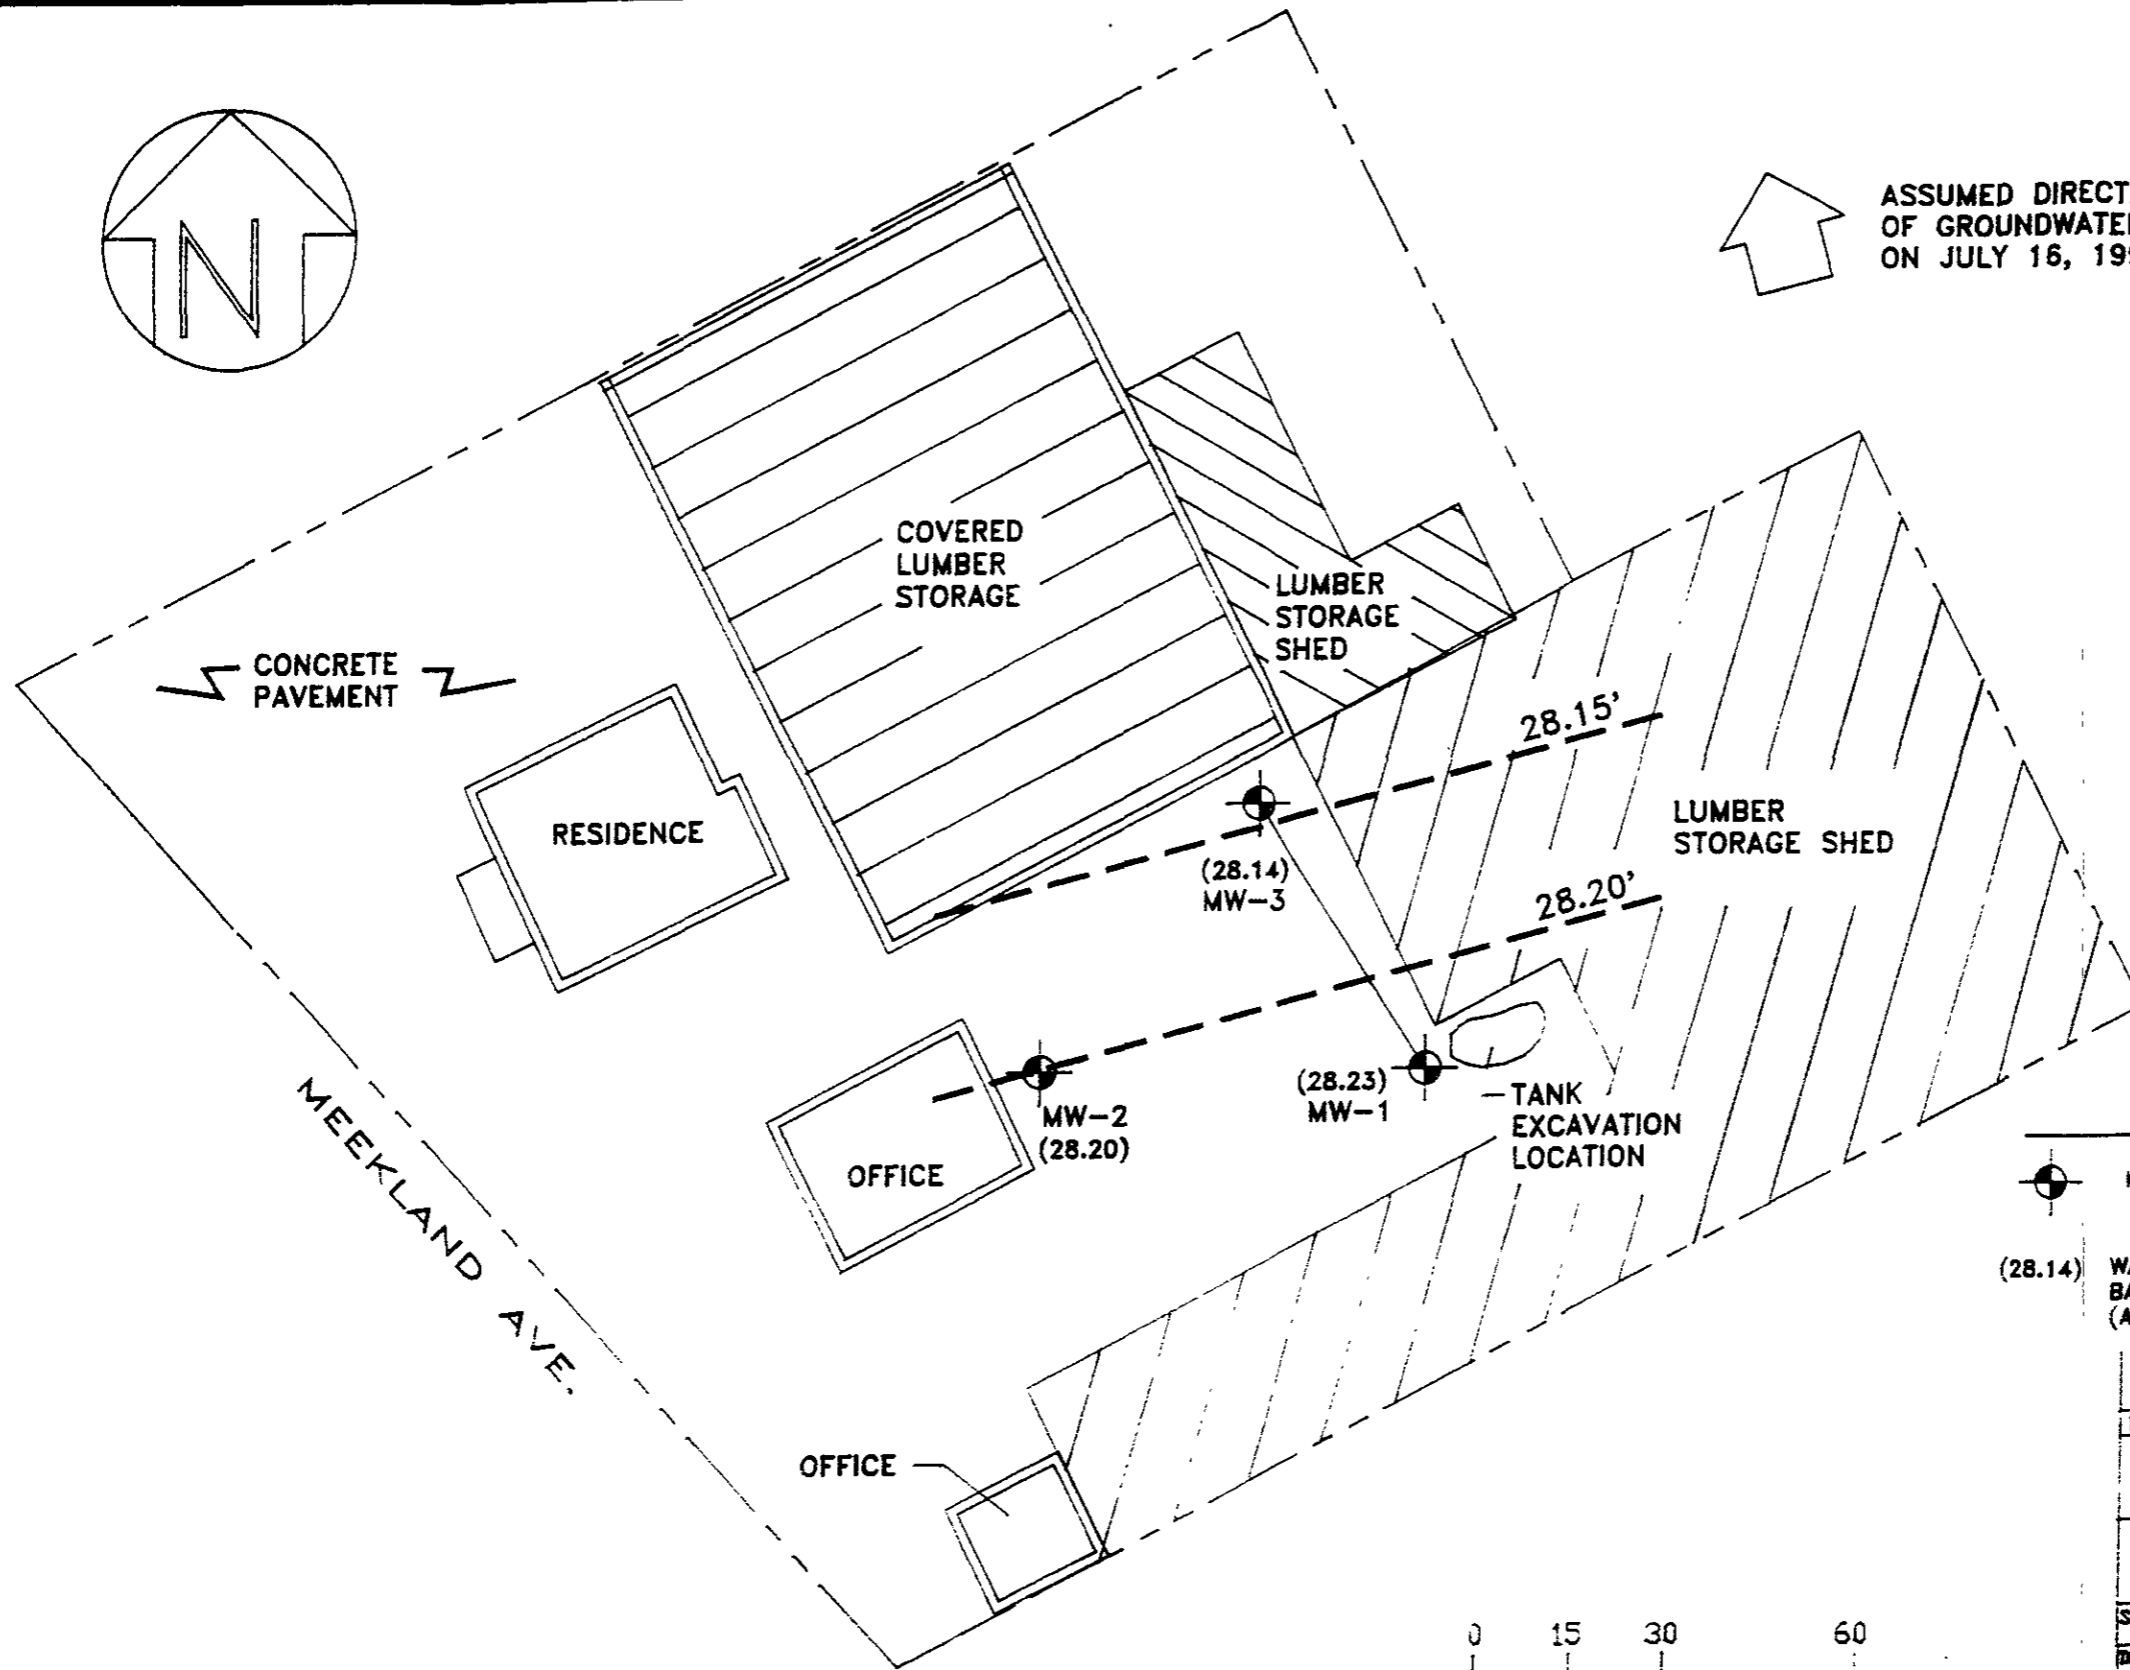 N
ASSUMED DIRECT
OF GROUNDWATE
ON JULY 16, 19
COVERED
LUMBER
STORAGE
LUMBER
STORAGE
SHED
CONCRETE
PAVEMENT
28.15'
RESIDENCE
LUMBER
STORAGE SHED
(28.14)
MW-3
28.20'
(28.23)
MW-1
TANK
EXCAVATION
LOCATION
MW-2
(28.20)
OFFICE
MEEKLAND AVE.
(28.14)
WA
BA
(A
OFFICE
0 15 30 60